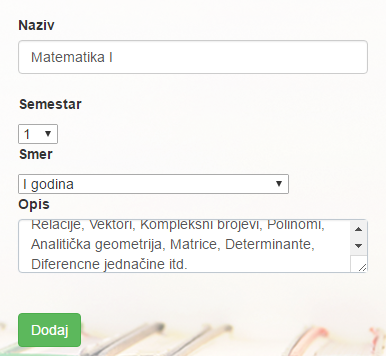 Naziv
Matematika I
Semestar
1
Smer
I godina
Opis
Relacije, Vektori, Kompleksni brojevi, Polinomi,
Analitička geometrija, Matrice, Determinante,
Diferencne jednačine itd.
Dodaj